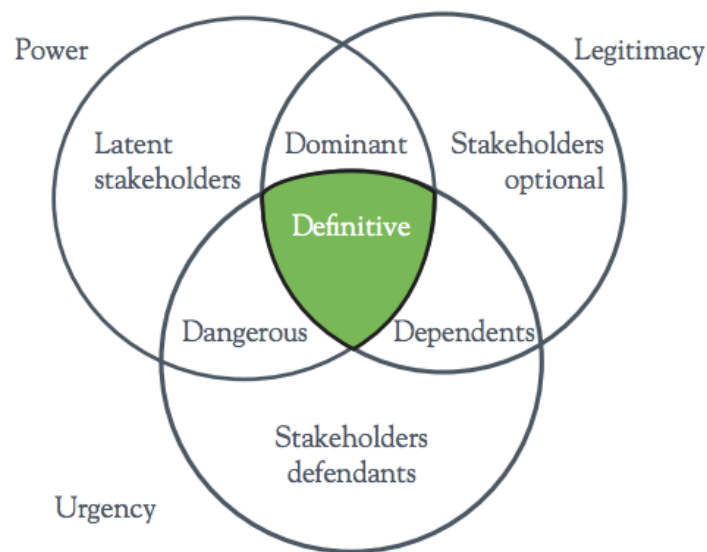 Power
Legitimacy
Latent
stakeholders
Dominant
Stakeholders
optional
Definitive
Dangerous
Dependents
Stakeholders
defendants
Urgency